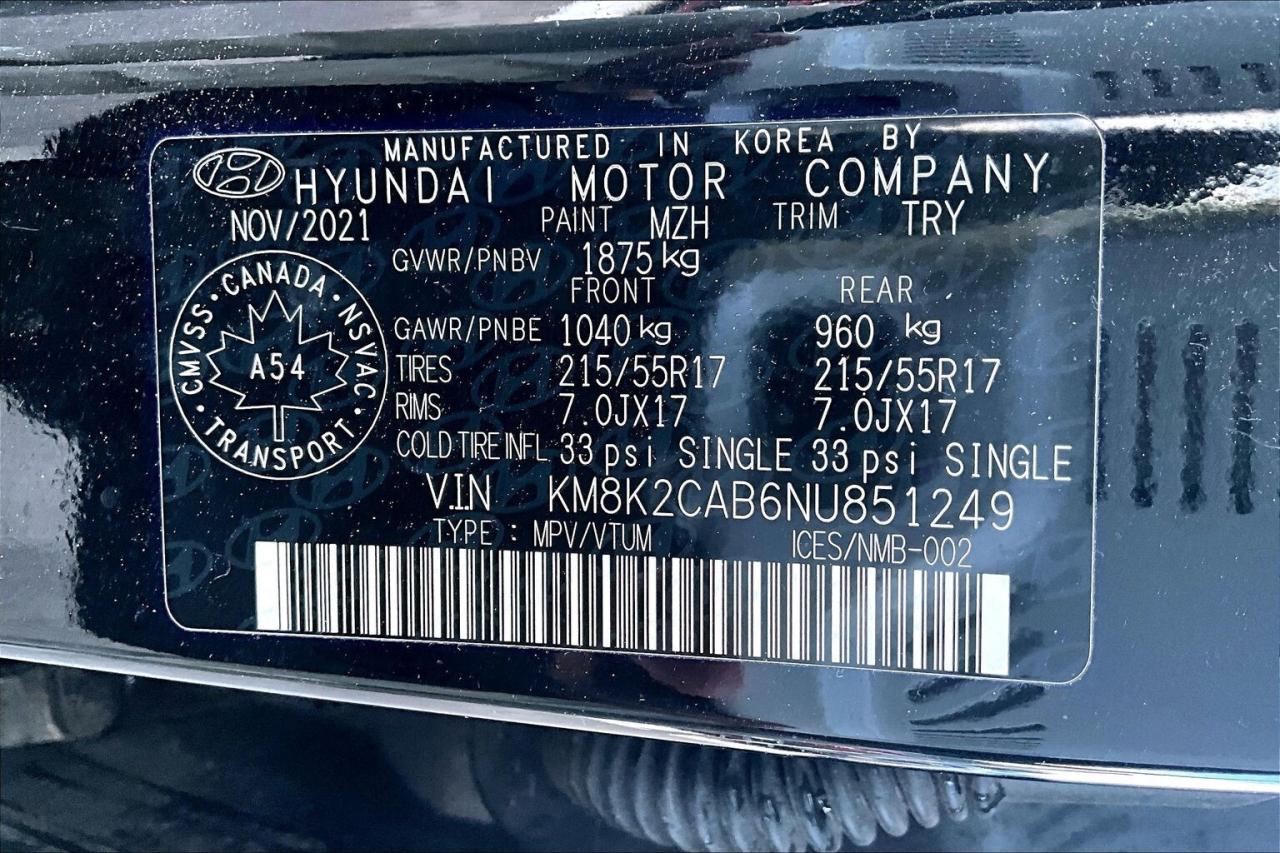 MANUFACTURED IN KOREA BY
HYUNDAI MOTOR COMPANY
NOV/2021 PAINT MZH TRIM TRY
GVWR/PNBV 1875 kg
FRONT REAR
GAWR/PNBE 1040 kg 960 kg
TIRES 215/55R17 215/55R17
RIMS 7.0JX17 7.0JX17
COLD TIRE INFL 33 psi SINGLE 33 psi SINGLE
V.I.N KM8K2CAB6NU851249
TYPE : MPV/VTUM ICES/NMB-002
CMVSS · CANADA · NSVAC · TRANSPORT ·
A54